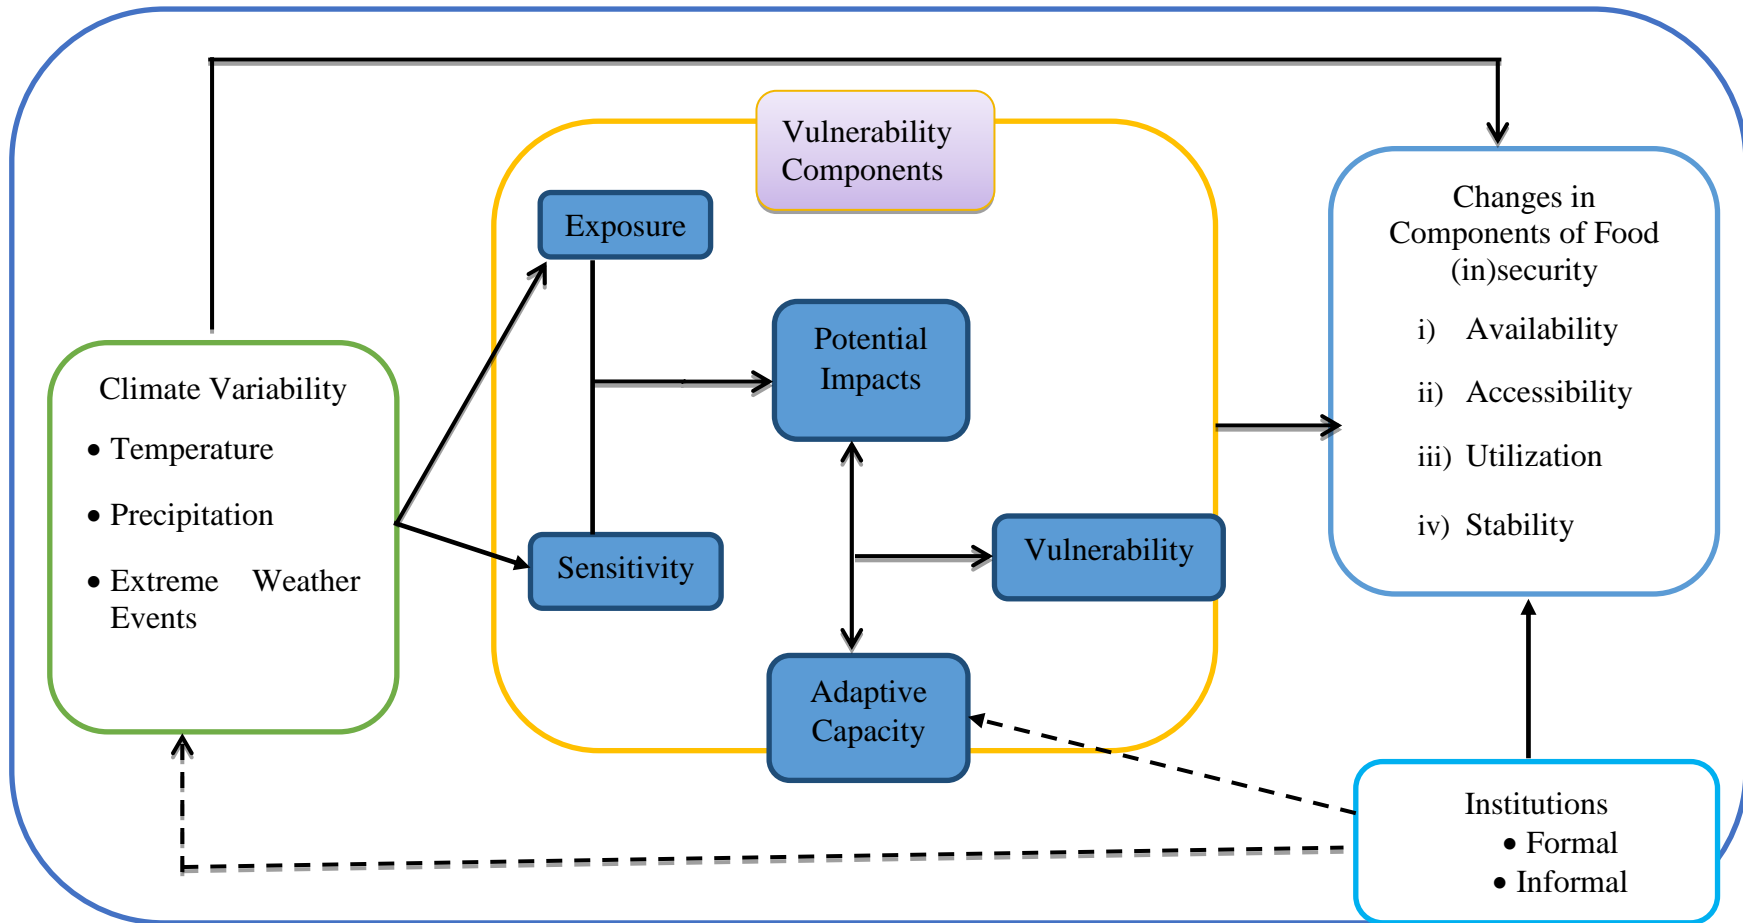 Vulnerability
Components
Exposure
Potential
Impacts
Sensitivity
Vulnerability
Adaptive
Capacity
Climate Variability
• Temperature
• Precipitation
• Extreme Weather
Events
Changes in
Components of Food
(in)security
i) Availability
ii) Accessibility
iii) Utilization
iv) Stability
Institutions
• Formal
• Informal